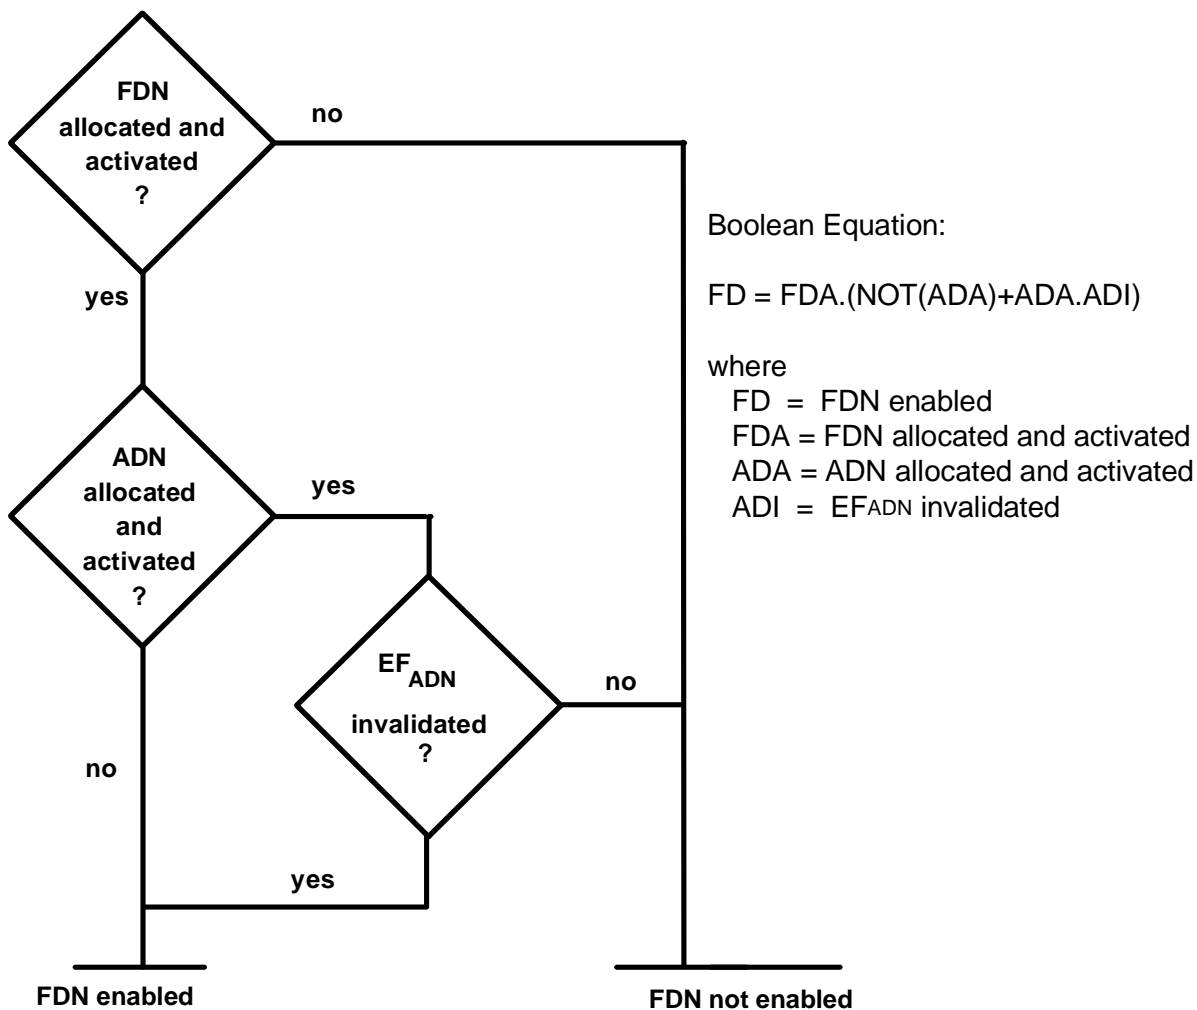 FDN
allocated and
activated
?
no
yes
Boolean Equation:
FD = FDA.(NOT(ADA)+ADA.ADI)
where
FD = FDN enabled
FDA = FDN allocated and activated
ADA = ADN allocated and activated
ADI = EFADN invalidated
ADN
allocated
and
activated
?
yes
no
EFADN
invalidated
?
no
yes
FDN enabled
FDN not enabled